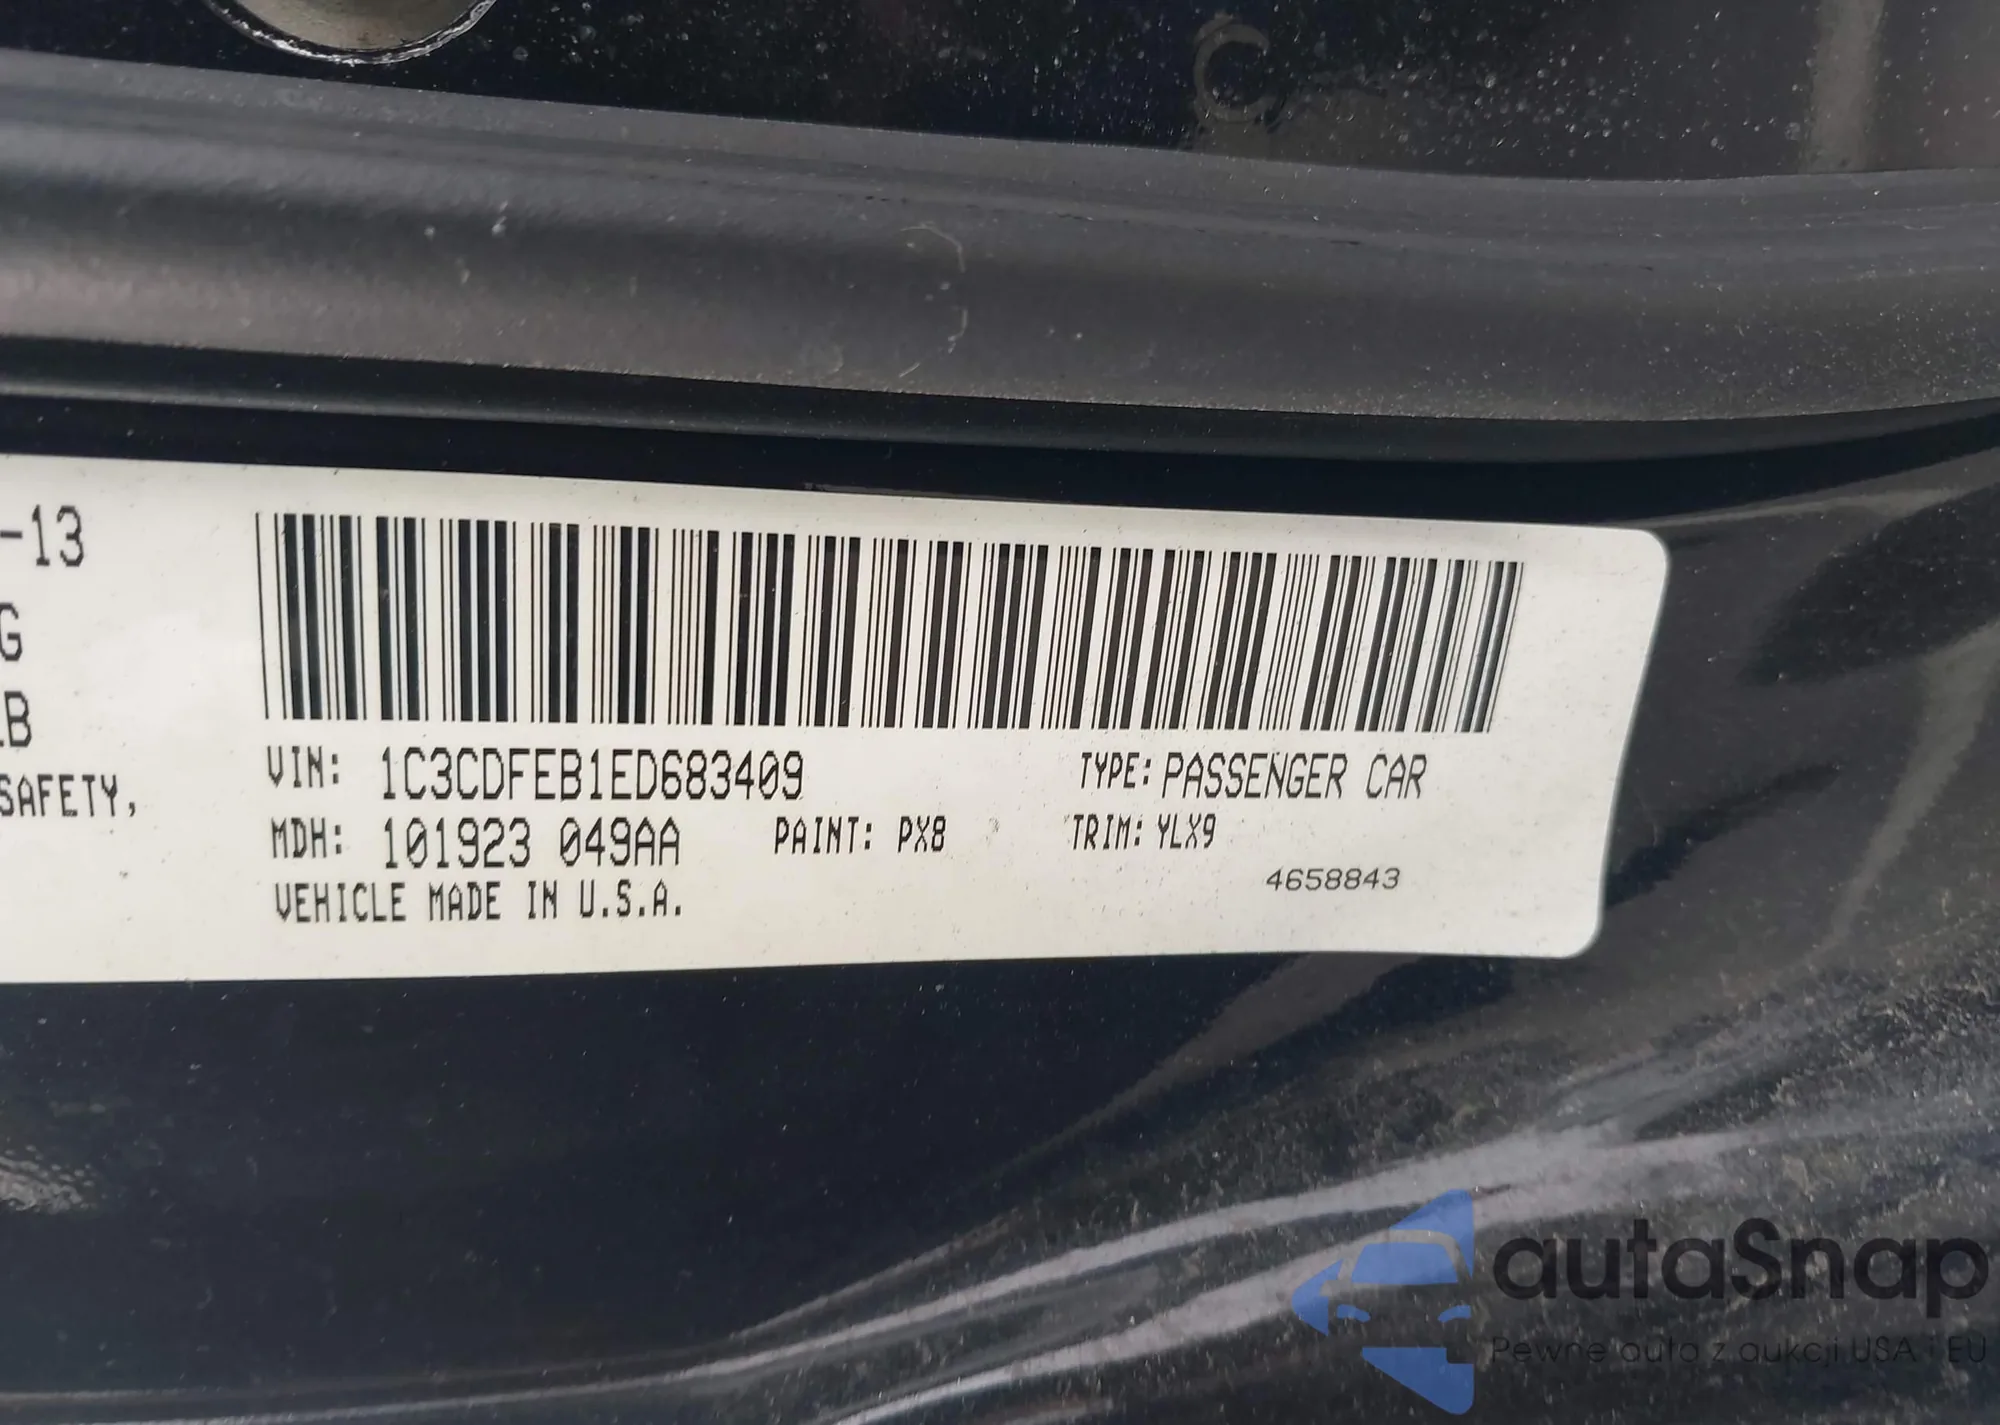 -13
G
LB
SAFETY,
VIN: 1C3CDFEB1ED683409
TYPE: PASSENGER CAR
MDH: 101923 049AA
PAINT: PX8
TRIM: YLX9
4658843
VEHICLE MADE IN U.S.A.
autaSnap
Pewne auta z aukcji USA i EU